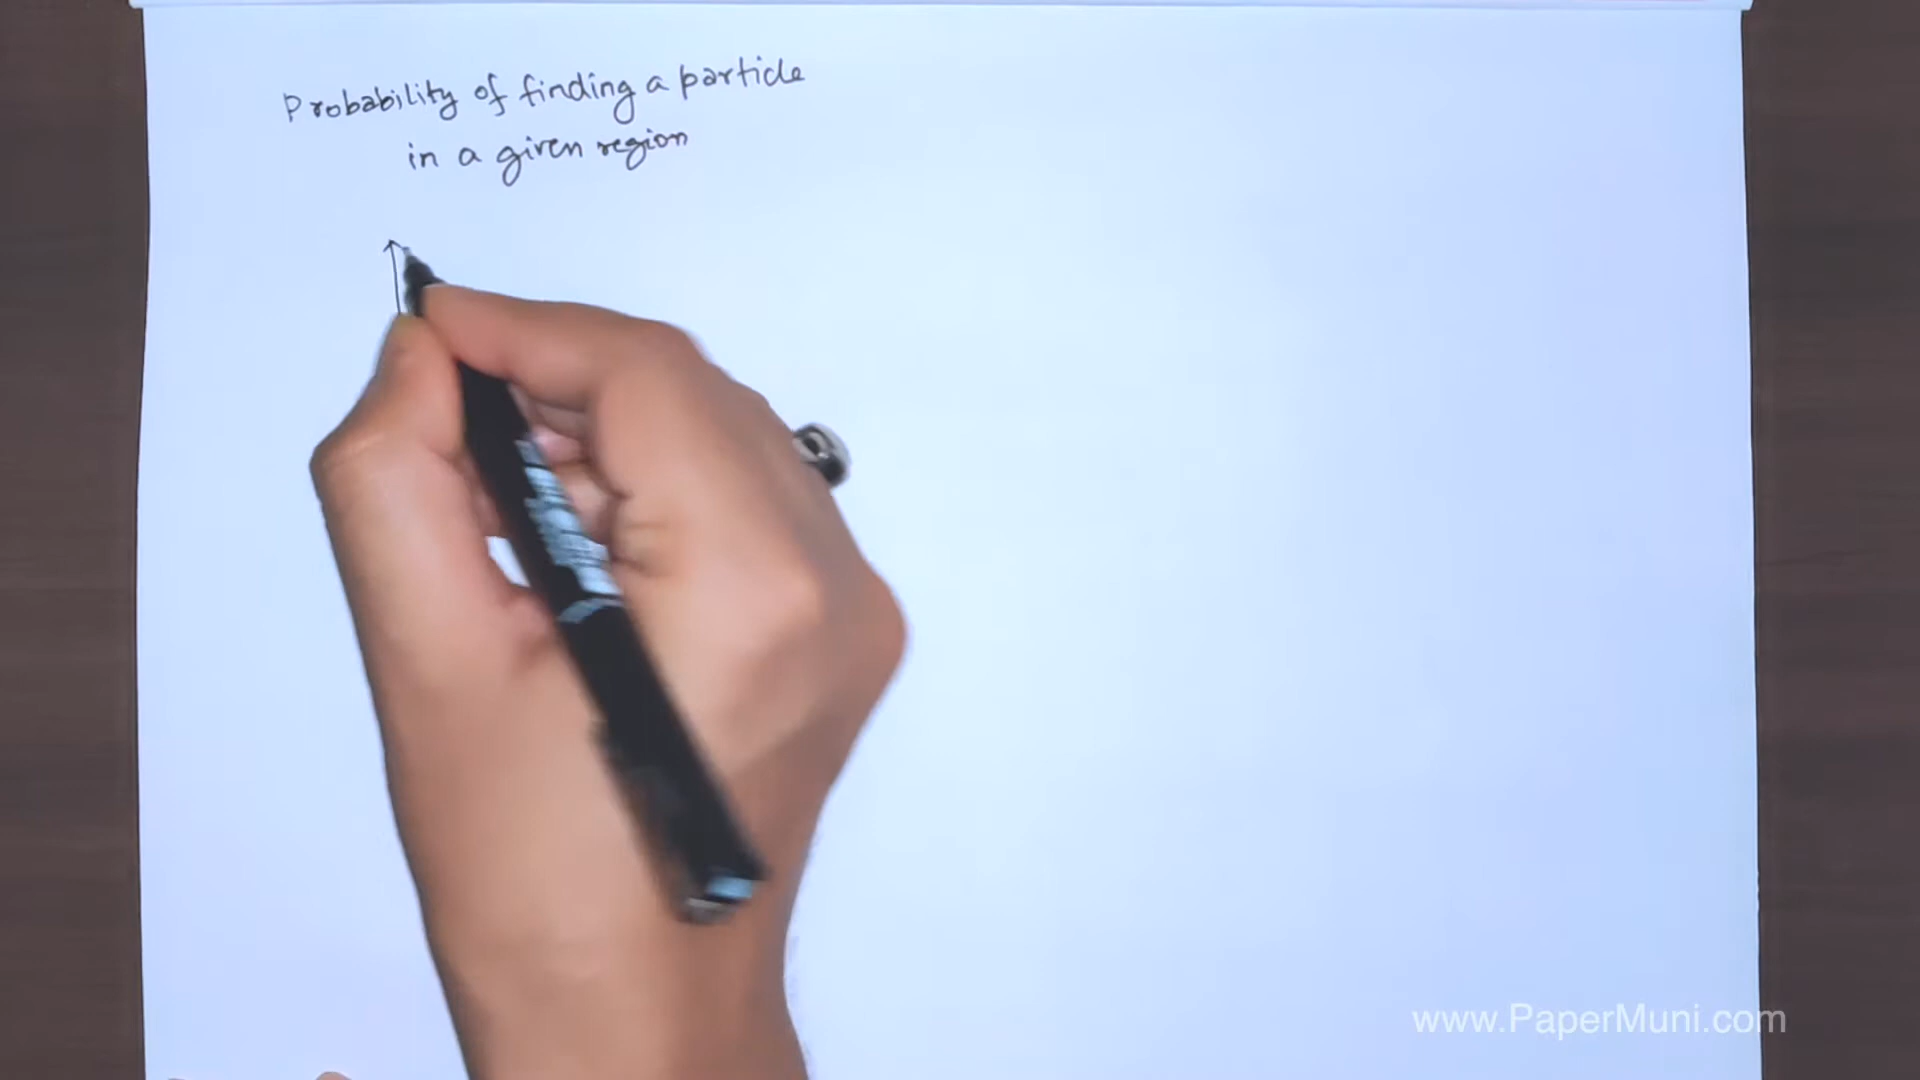 Probability of finding a particle
in a given region
www.PaperMuni.com